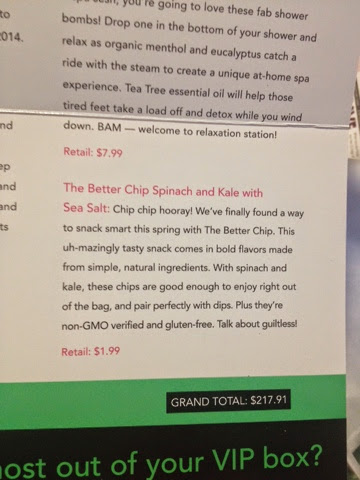 to
2014.
nd
ep
and
and
ts
you're going to love these fab shower
bombs! Drop one in the bottom of your shower and
relax as organic menthol and eucalyptus catch a
ride with the steam to create a unique at-home spa
experience. Tea Tree essential oil will help those
tired feet take a load off and detox while you wind
down. BAM — welcome to relaxation station!
Retail: $7.99
The Better Chip Spinach and Kale with
Sea Salt: Chip chip hooray! We've finally found a way
to snack smart this spring with The Better Chip. This
uh-mazingly tasty snack comes in bold flavors made
from simple, natural ingredients. With spinach and
kale, these chips are good enough to enjoy right out
of the bag, and pair perfectly with dips. Plus they're
non-GMO verified and gluten-free. Talk about guiltless!
Retail: $1.99
GRAND TOTAL: $217.91
ost out of your VIP box?